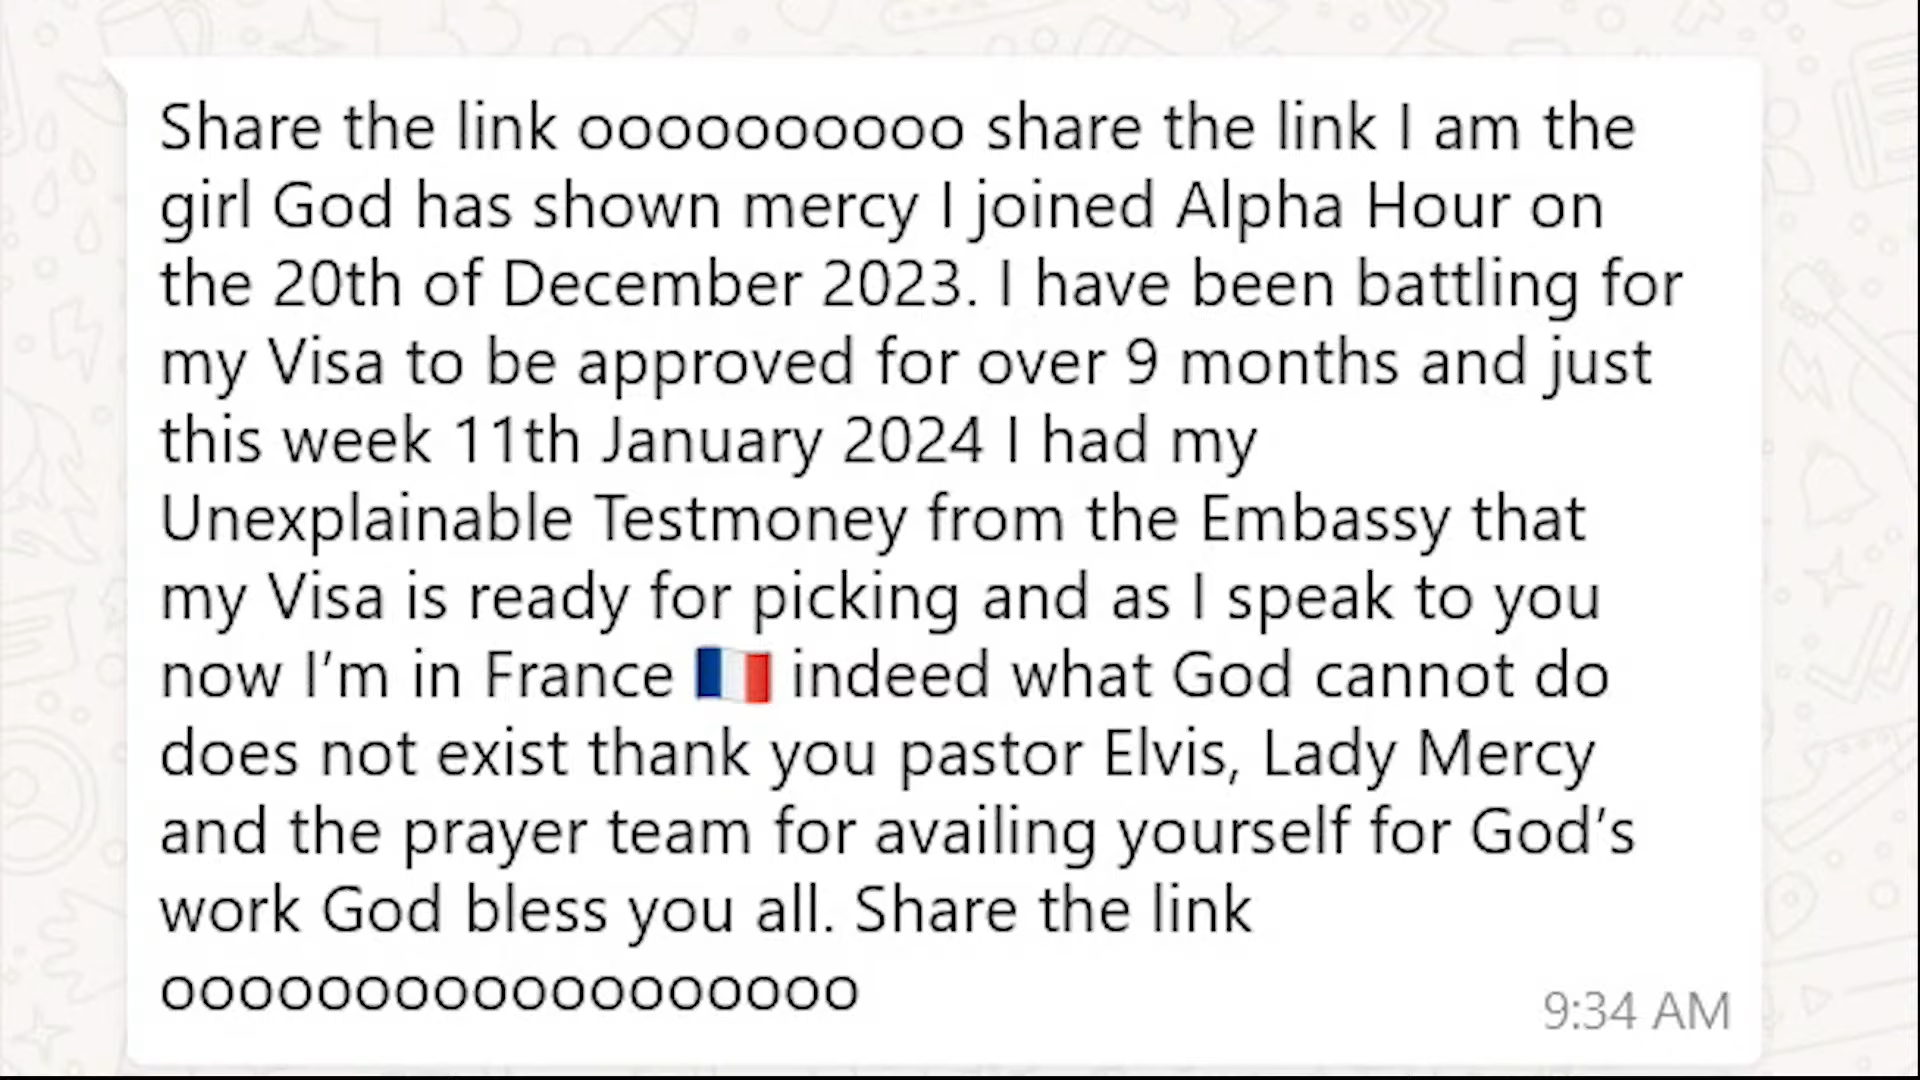 Share the link oooooooooo share the link I am the
girl God has shown mercy I joined Alpha Hour on
the 20th of December 2023. I have been battling for
my Visa to be approved for over 9 months and just
this week 11th January 2024 I had my
Unexplainable Testmoney from the Embassy that
my Visa is ready for picking and as I speak to you
now I’m in France 🇫🇷 indeed what God cannot do
does not exist thank you pastor Elvis, Lady Mercy
and the prayer team for availing yourself for God’s
work God bless you all. Share the link
oooooooooooooooooo
9:34 AM